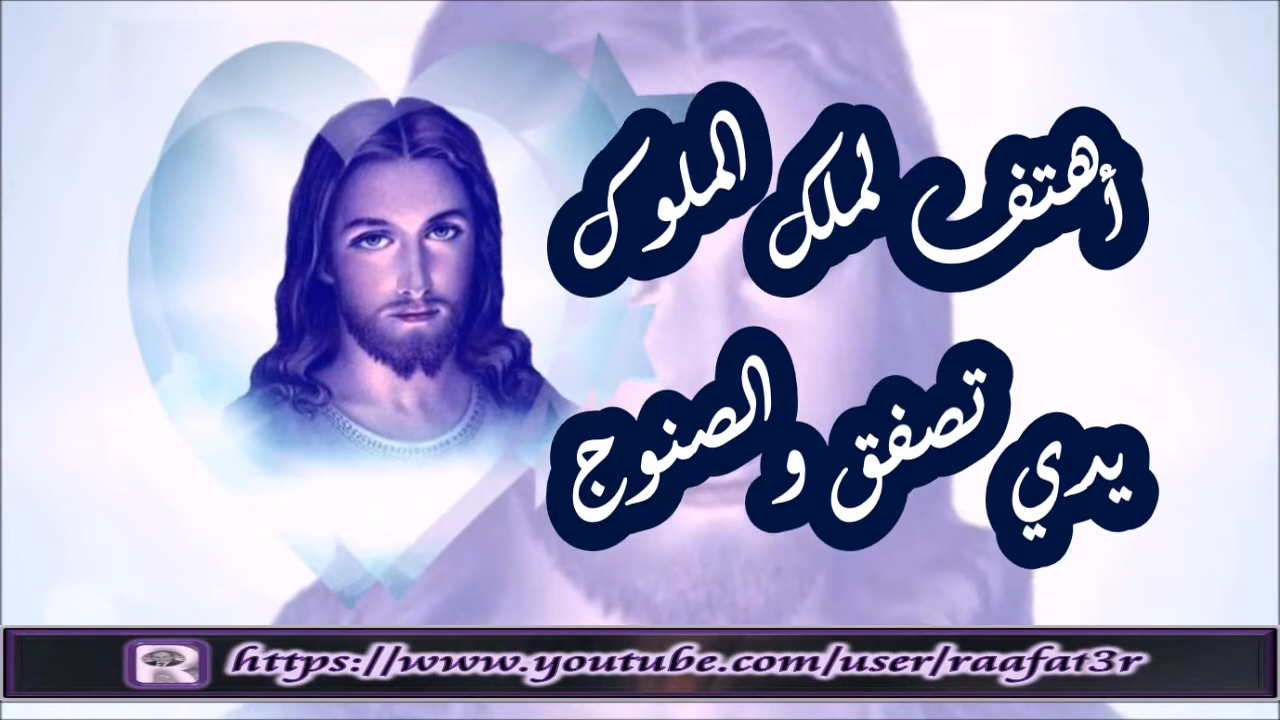 أهتف لملك الملوك
يدي تصفق و الصنوج
https://www.youtube.com/user/raafat3r